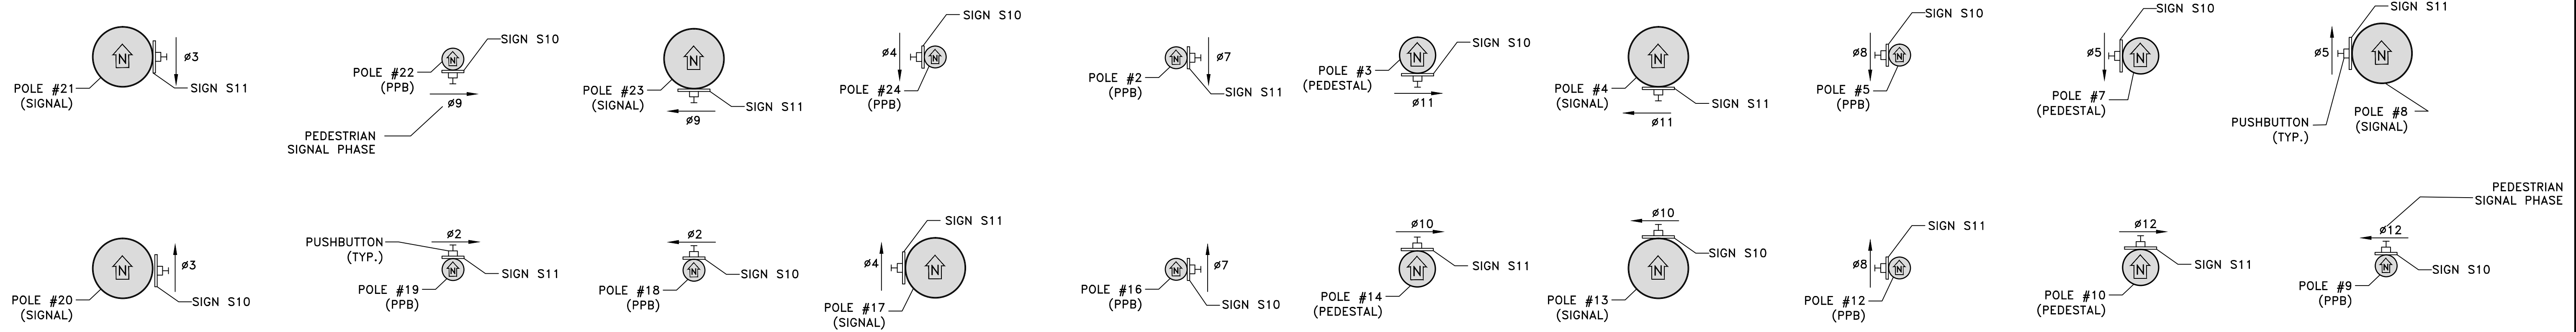 N
ø3
POLE #21
(SIGNAL)
SIGN S11
SIGN S10
N
POLE #22
(PPB)
ø9
PEDESTRIAN
SIGNAL PHASE
N
POLE #23
(SIGNAL)
SIGN S11
ø9
SIGN S10
ø4
N
POLE #24
(PPB)
N
ø7
POLE #2
(PPB)
SIGN S11
SIGN S10
N
POLE #3
(PEDESTAL)
ø11
N
POLE #4
(SIGNAL)
SIGN S11
ø11
SIGN S10
ø8
N
POLE #5
(PPB)
SIGN S10
ø5
N
POLE #7
(PEDESTAL)
SIGN S11
ø5
N
PUSHBUTTON
(TYP.)
POLE #8
(SIGNAL)
N
ø3
POLE #20
(SIGNAL)
SIGN S10
PUSHBUTTON
(TYP.)
ø2
N
SIGN S11
POLE #19
(PPB)
ø2
N
SIGN S10
POLE #18
(PPB)
SIGN S11
ø4
N
POLE #17
(SIGNAL)
N
ø7
POLE #16
(PPB)
SIGN S10
ø10
N
SIGN S11
POLE #14
(PEDESTAL)
ø10
SIGN S10
N
POLE #13
(SIGNAL)
SIGN S11
ø8
N
POLE #12
(PPB)
ø12
N
SIGN S11
POLE #10
(PEDESTAL)
PEDESTRIAN
SIGNAL PHASE
ø12
N
SIGN S10
POLE #9
(PPB)